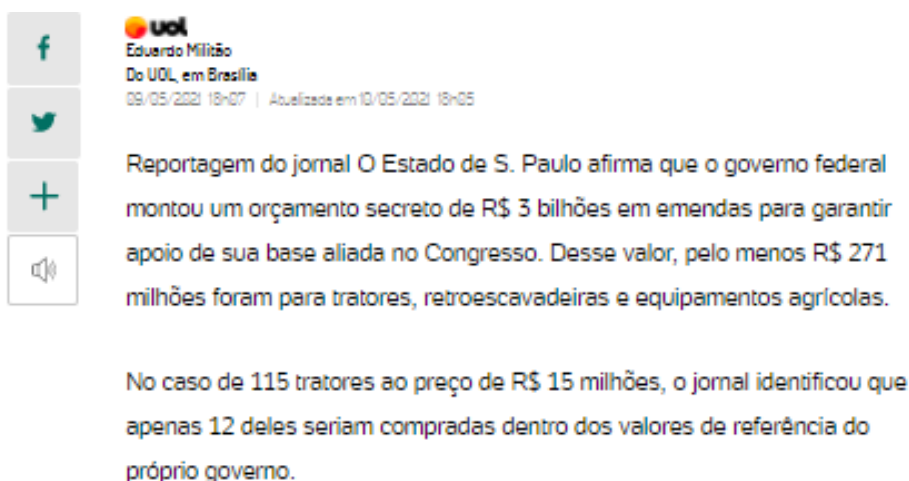 uol
Eduardo Militão
Do UOL, em Brasília
09/05/2021 18h07 | Atualizada em 10/05/2021 18h05
Reportagem do jornal O Estado de S. Paulo afirma que o governo federal
montou um orçamento secreto de R$ 3 bilhões em emendas para garantir
apoio de sua base aliada no Congresso. Desse valor, pelo menos R$ 271
milhões foram para tratores, retroescavadeiras e equipamentos agrícolas.
No caso de 115 tratores ao preço de R$ 15 milhões, o jornal identificou que
apenas 12 deles seriam compradas dentro dos valores de referência do
próprio governo.